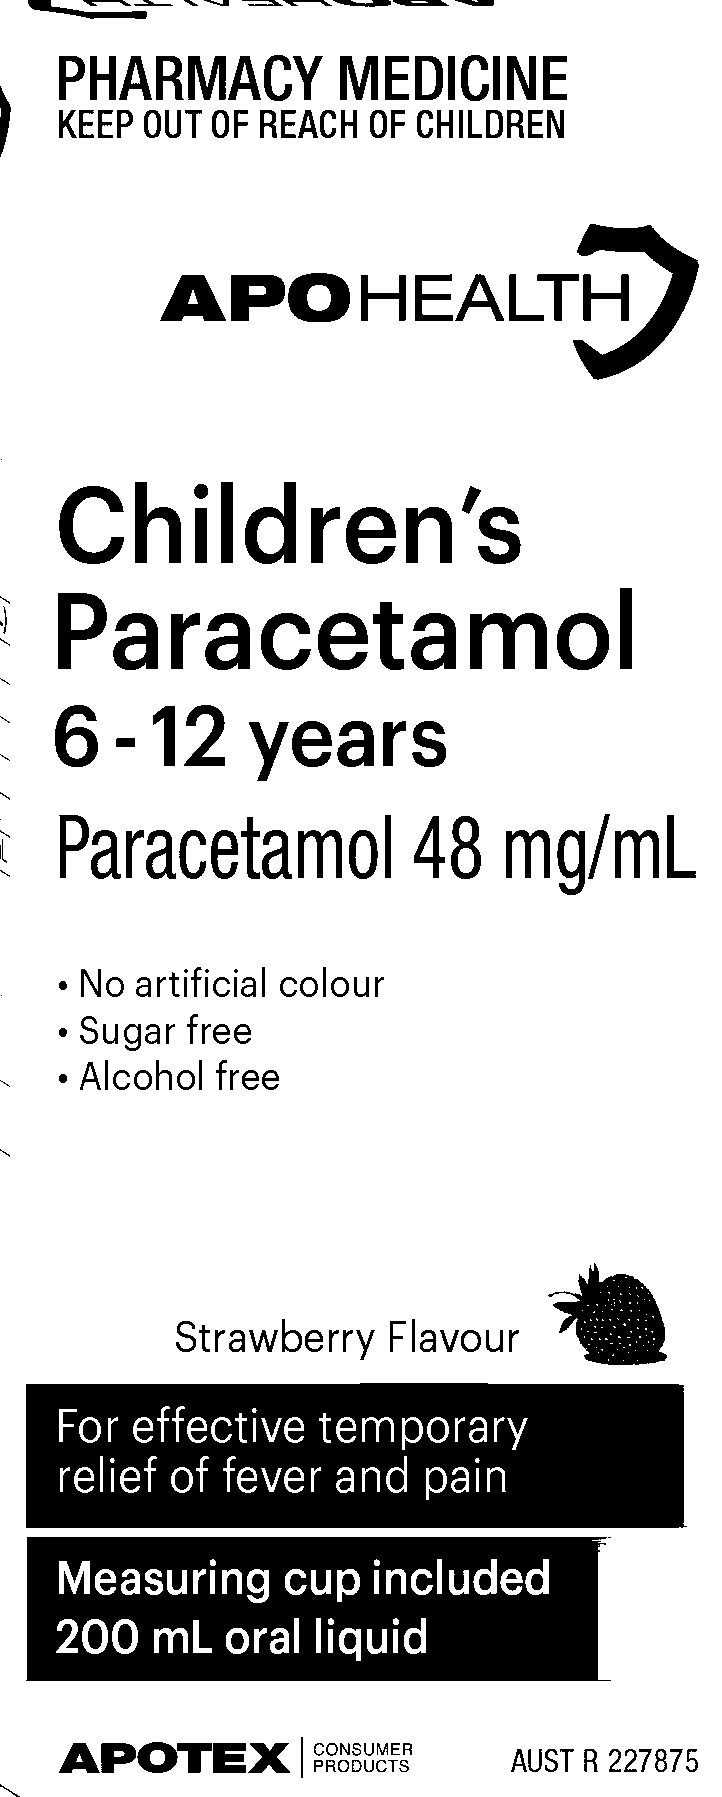 PHARMACY MEDICINE
KEEP OUT OF REACH OF CHILDREN
APOHEALTH
Children's
Paracetamol
6-12 years
Paracetamol 48 mg/mL
• No artificial colour
• Sugar free
• Alcohol free
Strawberry Flavour
For effective temporary
relief of fever and pain
Measuring cup included
200 mL oral liquid
APOTEX | CONSUMER
PRODUCTS
AUST R 227875